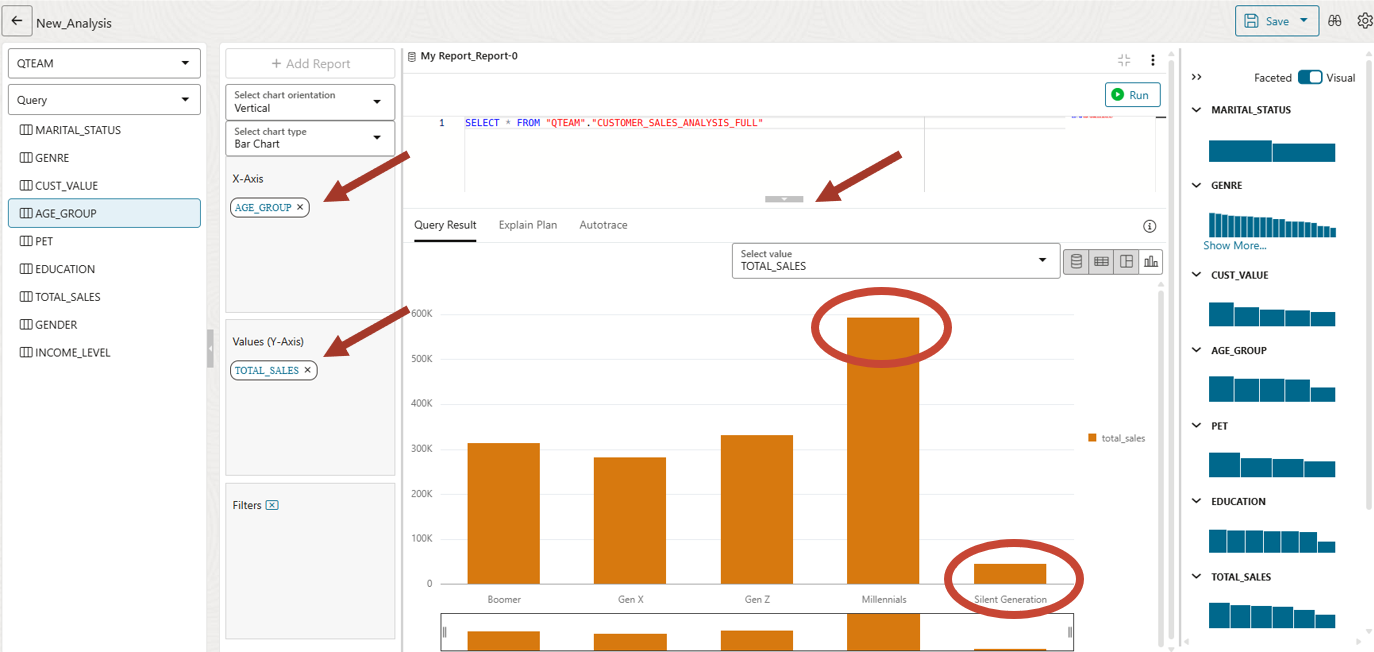 New_Analysis
Save
QTEAM
Query
MARITAL_STATUS
GENRE
CUST_VALUE
AGE_GROUP
PET
EDUCATION
TOTAL_SALES
GENDER
INCOME_LEVEL
+ Add Report
Select chart orientation
Vertical
Select chart type
Bar Chart
X-Axis
AGE_GROUP ×
Values (Y-Axis)
TOTAL_SALES ×
Filters
My Report_Report-0
Run
1 SELECT * FROM "QTEAM"."CUSTOMER_SALES_ANALYSIS_FULL"
Query Result Explain Plan Autotrace
Select value
TOTAL_SALES
600K
500K
400K
300K
200K
100K
0
Boomer Gen X Gen Z Millennials Silent Generation
total_sales
Faceted Visual
MARITAL_STATUS
GENRE
Show More...
CUST_VALUE
AGE_GROUP
PET
EDUCATION
TOTAL_SALES